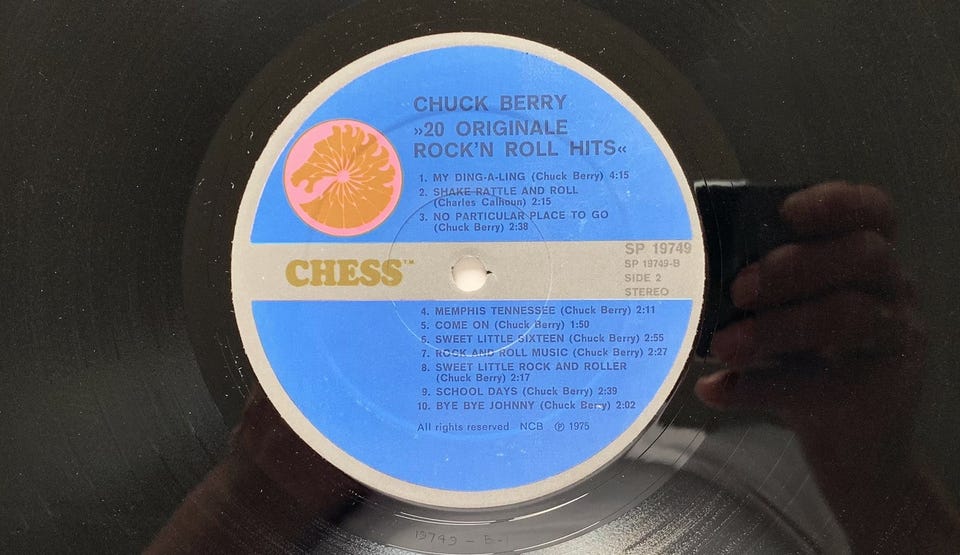 CHUCK BERRY
»20 ORIGINALE
ROCK'N ROLL HITS«
1. MY DING-A-LING (Chuck Berry) 4:15
2. SHAKE RATTLE AND ROLL
(Charles Calhoun) 2:15
3. NO PARTICULAR PLACE TO GO
(Chuck Berry) 2:38
CHESS™
SP 19749
SP 19749-B
SIDE 2
STEREO
4. MEMPHIS TENNESSEE (Chuck Berry) 2:11
5. COME ON (Chuck Berry) 1:50
6. SWEET LITTLE SIXTEEN (Chuck Berry) 2:55
7. ROCK AND ROLL MUSIC (Chuck Berry) 2:27
8. SWEET LITTLE ROCK AND ROLLER
(Chuck Berry) 2:17
9. SCHOOL DAYS (Chuck Berry) 2:39
10. BYE BYE JOHNNY (Chuck Berry) 2:02
All rights reserved NCB ℗ 1975
19749 - B-1